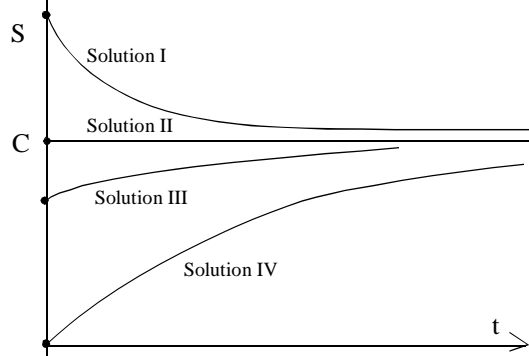 S
Solution I
Solution II
C
Solution III
Solution IV
t